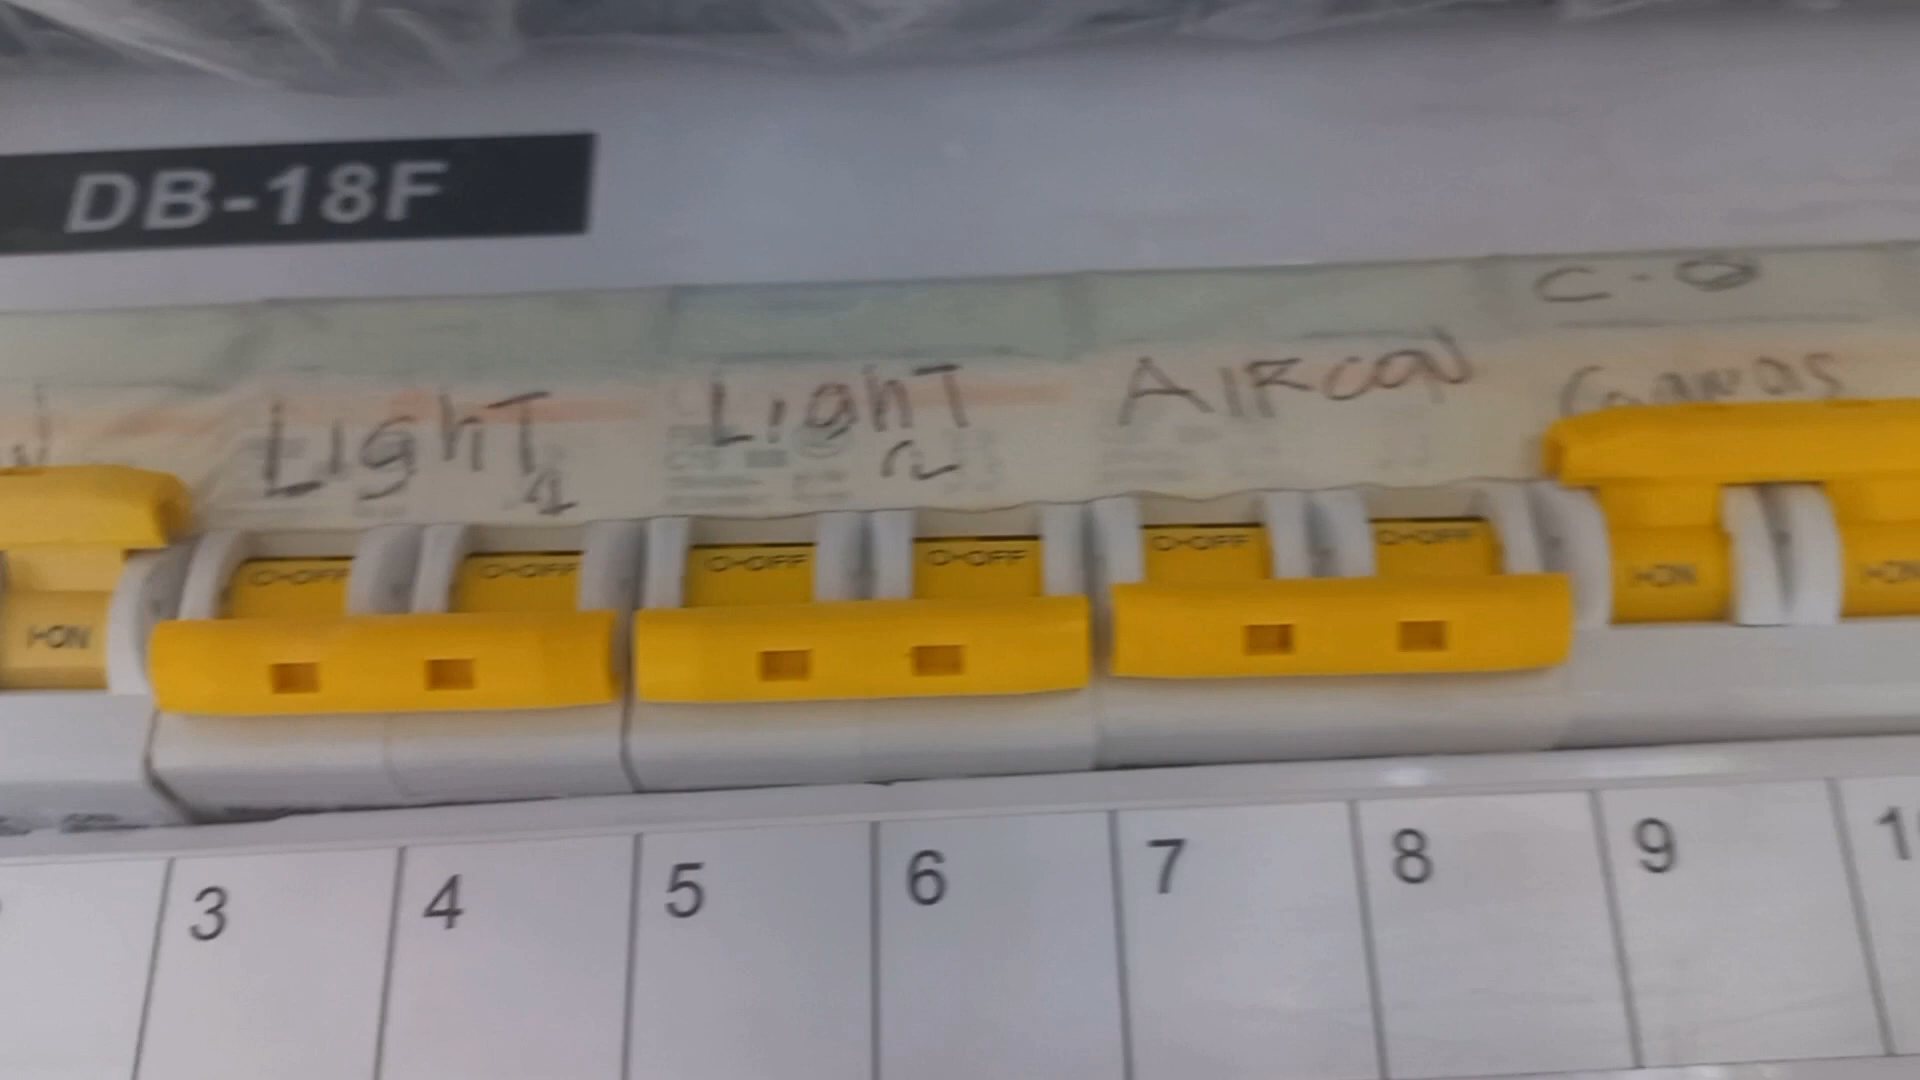 DB-18F
C.O
Light 1
Light 2
AIRCON
I-ON
O-OFF O-OFF
O-OFF O-OFF
O-OFF O-OFF
I-ON I-ON
3 4 5 6 7 8 9